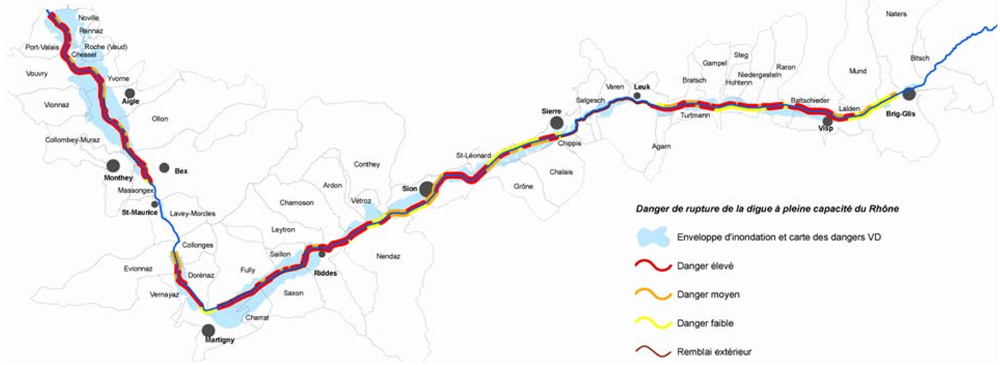 Noville
Rennaz
Port-Valais
Roche (Vaud)
Chessel
Vouvry
Yvorne
Aigle
Vionnaz
Ollon
Collombey-Muraz
Monthey
Bex
Massongex
St-Maurice
Lavey-Morcles
Collonges
Evionnaz
Dorénaz
Vernayaz
Martigny
Charrat
Fully
Saxon
Saillon
Riddes
Leytron
Chamoson
Ardon
Vétroz
Conthey
Nendaz
Sion
St-Léonard
Grône
Chalais
Chippis
Sierre
Salgesch
Varen
Leuk
Agarn
Turtmann
Bratsch
Gampel
Steg
Hohtenn
Niedergesteln
Raron
Baltschieder
Visp
Lalden
Mund
Naters
Brig-Glis
Bitsch
Danger de rupture de la digue à pleine capacité du Rhône
Enveloppe d'inondation et carte des dangers VD
Danger élevé
Danger moyen
Danger faible
Remblai extérieur